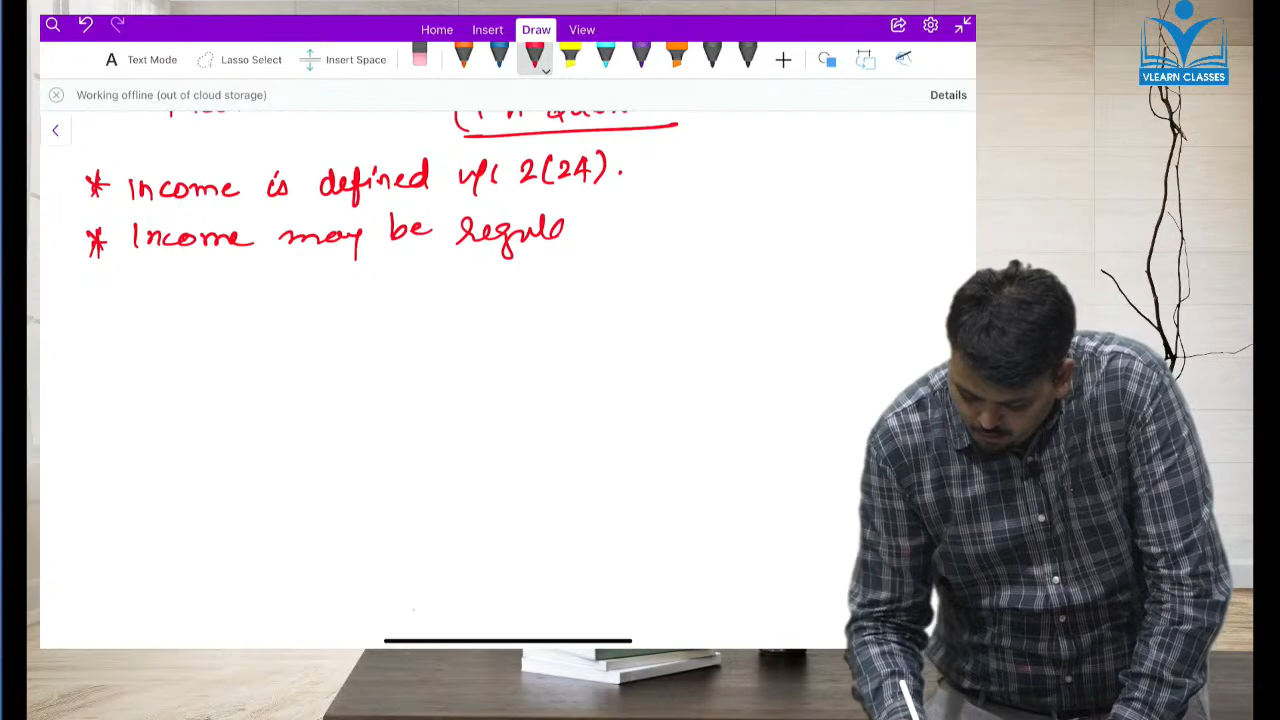 Home Insert Draw View
VLEARN CLASSES
A Text Mode Lasso Select Insert Space
Working offline (out of cloud storage) Details
* Income is defined u/s 2(24).
* Income may be regula